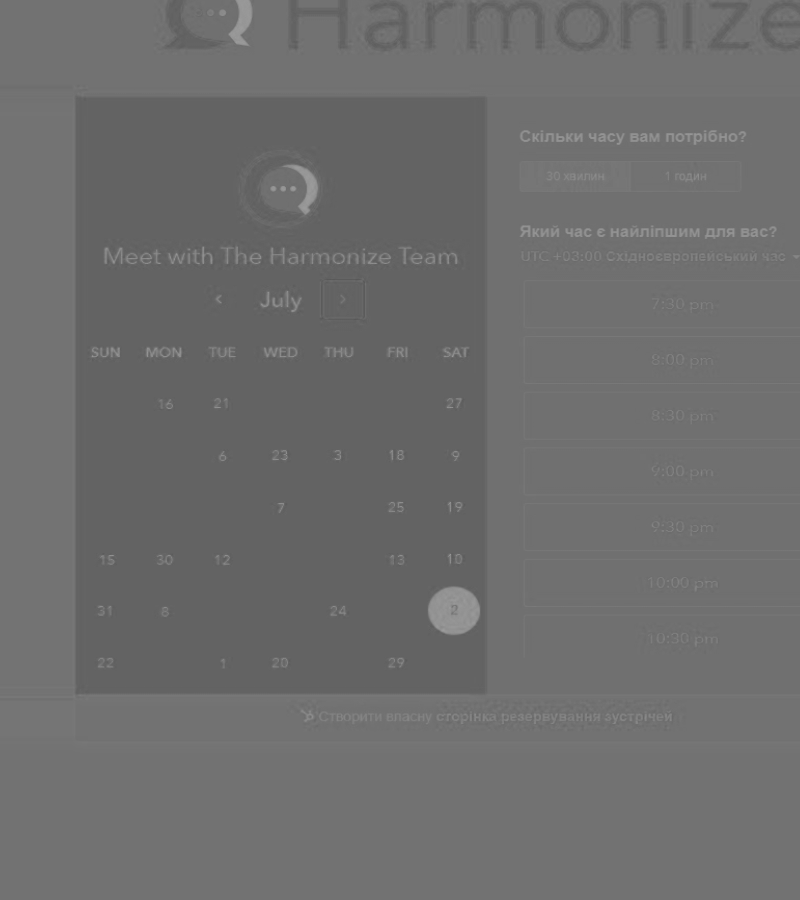 Harmonize
Meet with The Harmonize Team
July
SUN MON TUE WED THU FRI SAT
16 21 27
6 23 3 18 9
7 25 19
15 30 12 13 10
31 8 24 2
22 1 20 29
Скільки часу вам потрібно?
30 хвилин 1 годин
Який час є найліпшим для вас?
UTC +03:00 Східноєвропейський час
7:30 pm
8:00 pm
8:30 pm
9:00 pm
9:30 pm
10:00 pm
10:30 pm
Створити власну сторінка резервування зустрічей